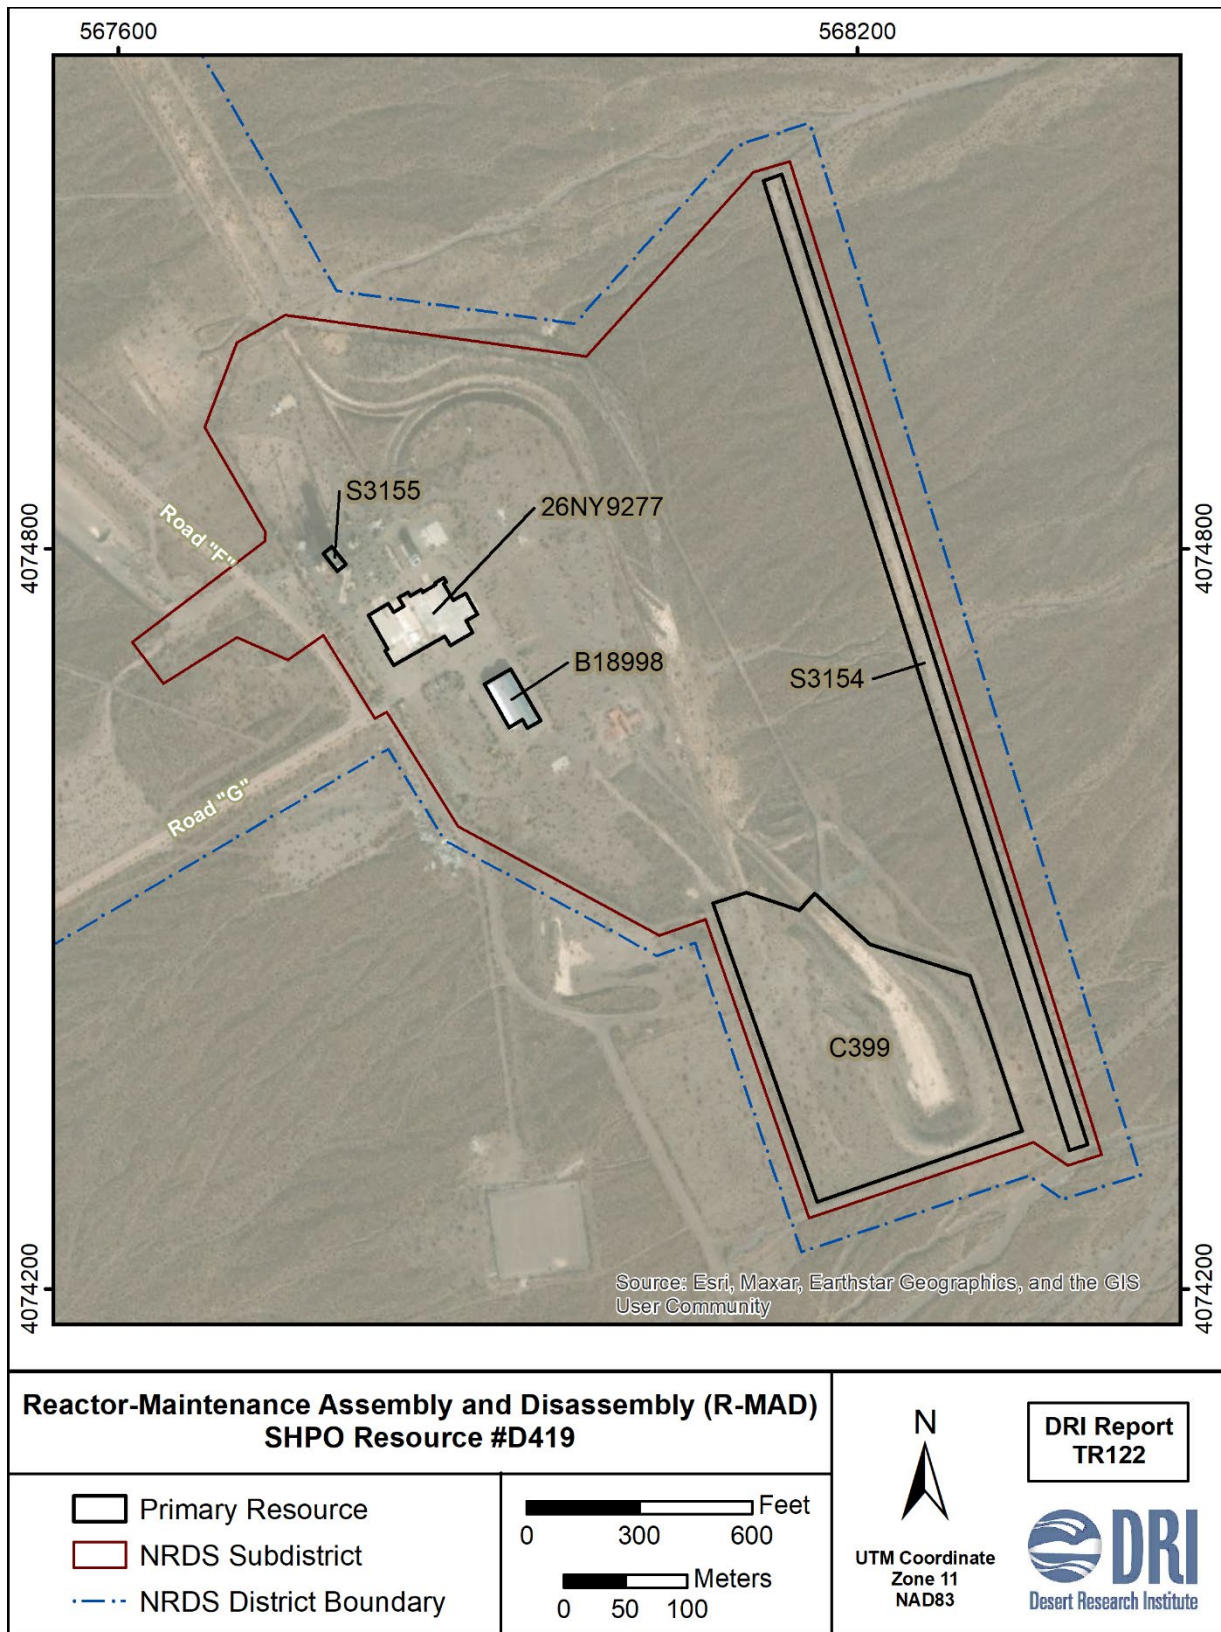 567600
568200
S3155
26NY9277
Road "F"
4074800
4074800
B18998
S3154
Road "G"
C399
4074200
4074200
Source: Esri, Maxar, Earthstar Geographics, and the GIS
User Community
Reactor-Maintenance Assembly and Disassembly (R-MAD)
SHPO Resource #D419
Primary Resource
NRDS Subdistrict
NRDS District Boundary
Feet
0 300 600
Meters
0 50 100
N
UTM Coordinate
Zone 11
NAD83
DRI Report
TR122
DRI
Desert Research Institute